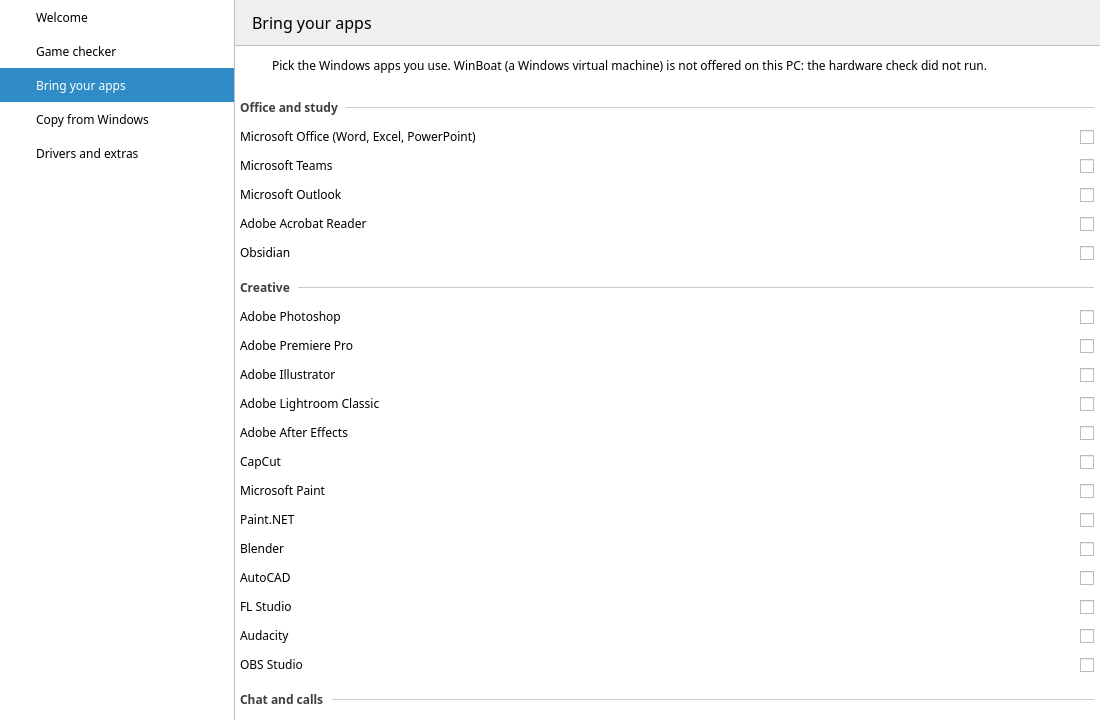 Welcome
Game checker
Bring your apps
Copy from Windows
Drivers and extras
Bring your apps
Pick the Windows apps you use. WinBoat (a Windows virtual machine) is not offered on this PC: the hardware check did not run.
Office and study
Microsoft Office (Word, Excel, PowerPoint)
Microsoft Teams
Microsoft Outlook
Adobe Acrobat Reader
Obsidian
Creative
Adobe Photoshop
Adobe Premiere Pro
Adobe Illustrator
Adobe Lightroom Classic
Adobe After Effects
CapCut
Microsoft Paint
Paint.NET
Blender
AutoCAD
FL Studio
Audacity
OBS Studio
Chat and calls